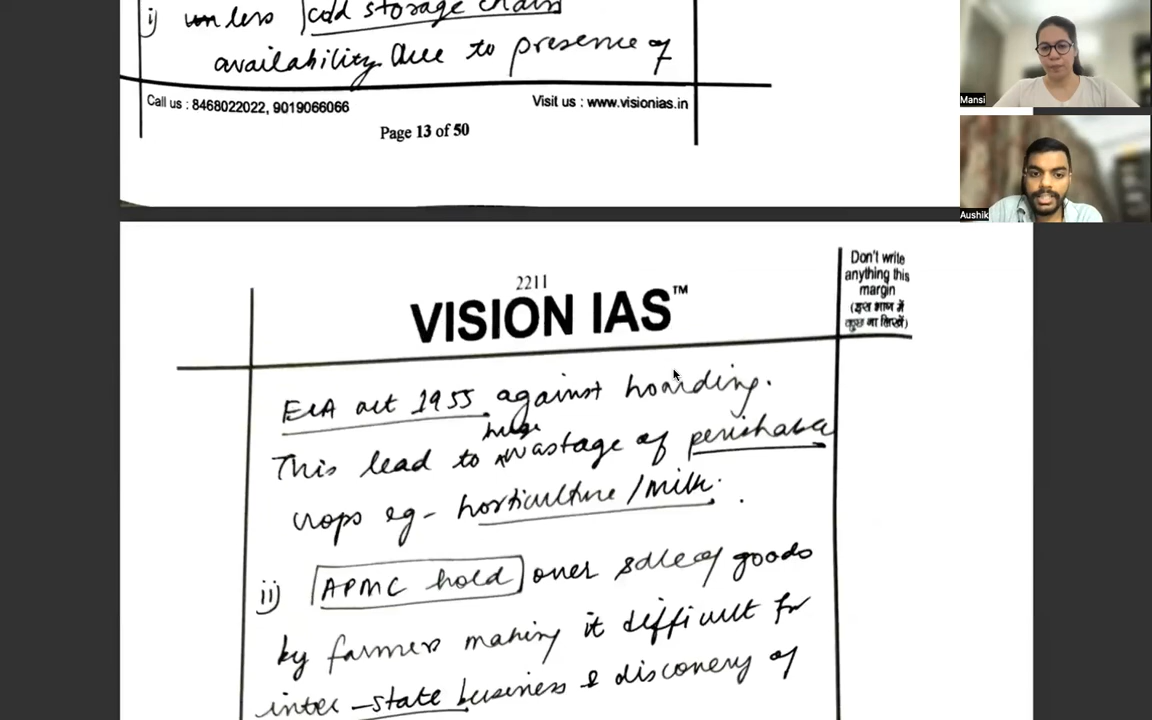 i) unless cold storage chain
availability. Due to presence of
Call us : 8468022022, 9019066066
Visit us : www.visionias.in
Page 13 of 50
Mansi
Aushik
2211
VISION IAS™
Don't write
anything this
margin
(इस भाग में
कुछ ना लिखें)
ECA act 1955 against hoarding.
huge
This lead to wastage of perishable
crops eg- horticulture/milk.
ii) APMC hold over sale of goods
by farmers making it difficult for
inter-state business & discovery of